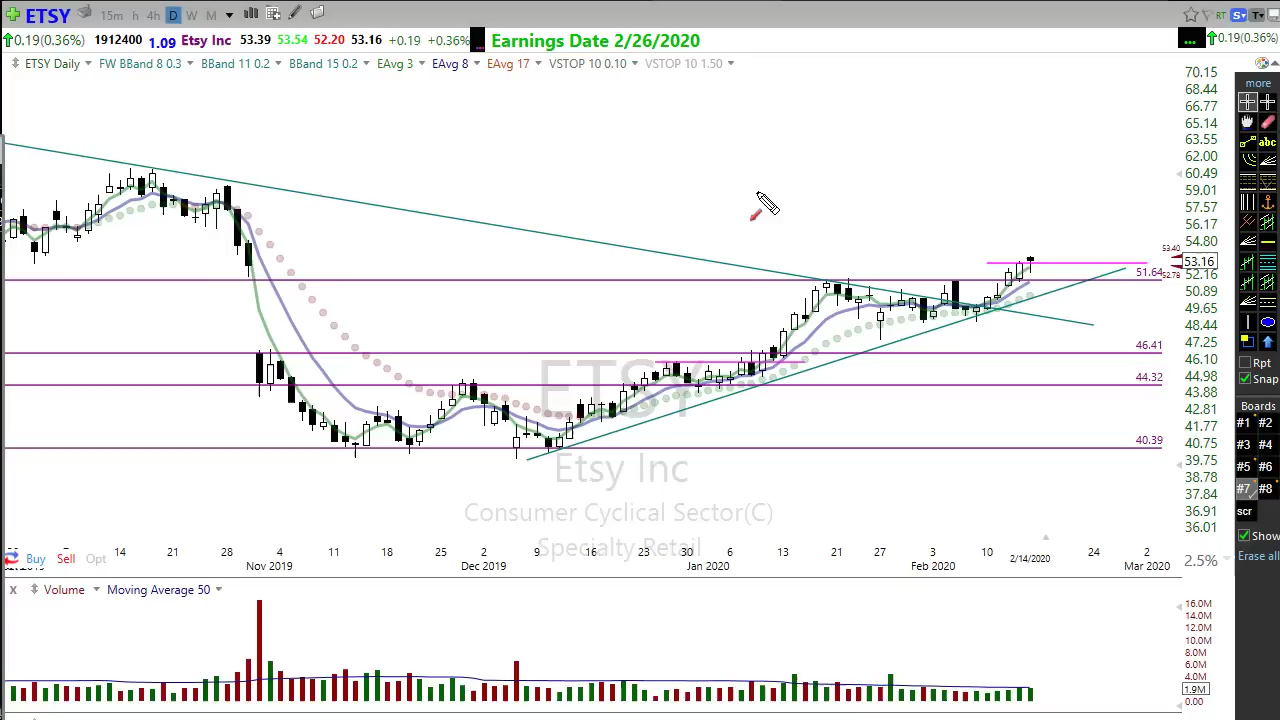 ETSY 15m h 4h D W M RT S T
0.19(0.36%) 1912400 1.09 Etsy Inc 53.39 53.54 52.20 53.16 +0.19 +0.36% ... Earnings Date 2/26/2020 ... 0.19(0.36%)
ETSY Daily FW BBand 8 0.3 BBand 11 0.2 BBand 15 0.2 EAvg 3 EAvg 8 EAvg 17 VSTOP 10 0.10 VSTOP 10 1.50
70.15
68.44
66.77
65.14
63.55
62.00
60.49
59.01
57.57
56.17
54.80
53.40
53.16
51.64 52.78
52.16
50.89
49.65
48.44
47.25
46.41
46.10
44.98
44.32
43.88
42.81
41.77
40.75
40.39
39.75
38.78
37.84
36.91
36.01
ETSY
Etsy Inc
Consumer Cyclical Sector(C)
Specialty Retail
more
abc
Rpt
Snap
Boards
#1 #2
#3 #4
#5 #6
#7 #8
scr
Show
Erase all
14 21 28 4 11 18 25 2 9 16 23 30 6 13 21 27 3 10 2/14/2020 24 2
Buy Sell Opt
Nov 2019 Dec 2019 Jan 2020 Feb 2020 Mar 2020
2.5%
x Volume Moving Average 50
16.0M
14.0M
12.0M
10.0M
8.0M
6.0M
4.0M
1.9M
0.00